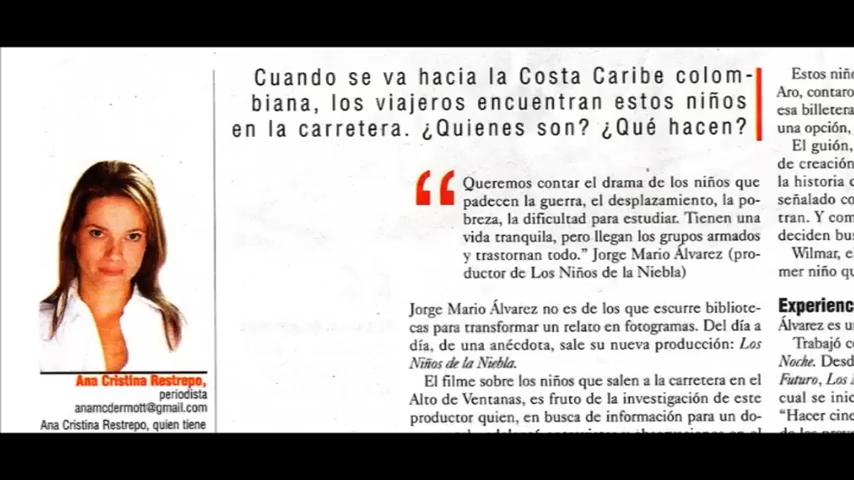 Cuando se va hacia la Costa Caribe colom-
biana, los viajeros encuentran estos niños
en la carretera. ¿Quienes son? ¿Qué hacen?
“Queremos contar el drama de los niños que
padecen la guerra, el desplazamiento, la po-
breza, la dificultad para estudiar. Tienen una
vida tranquila, pero llegan los grupos armados
y trastornan todo.” Jorge Mario Álvarez (pro-
ductor de Los Niños de la Niebla)
Jorge Mario Álvarez no es de los que escurre bibliote-
cas para transformar un relato en fotogramas. Del día a
día, de una anécdota, sale su nueva producción: Los
Niños de la Niebla.
El filme sobre los niños que salen a la carretera en el
Alto de Ventanas, es fruto de la investigación de este
productor quien, en busca de información para un do-
Ana Cristina Restrepo,
periodista
anamcdermott@gmail.com
Ana Cristina Restrepo, quien tiene
Estos niñ
Aro, contaro
esa billetera
una opción,
El guión,
de creación
la historia
señalado co
tran. Y com
deciden bu
Wilmar, e
mer niño qu
Experienc
Álvarez es u
Trabajó c
Noche. Desd
Futuro, Los
cual se inic
“Hacer cine